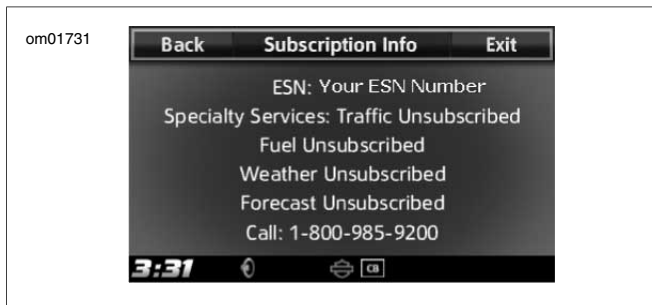 om01731
Back Subscription Info Exit
ESN: Your ESN Number
Specialty Services: Traffic Unsubscribed
Fuel Unsubscribed
Weather Unsubscribed
Forecast Unsubscribed
Call: 1-800-985-9200
3:31 CB